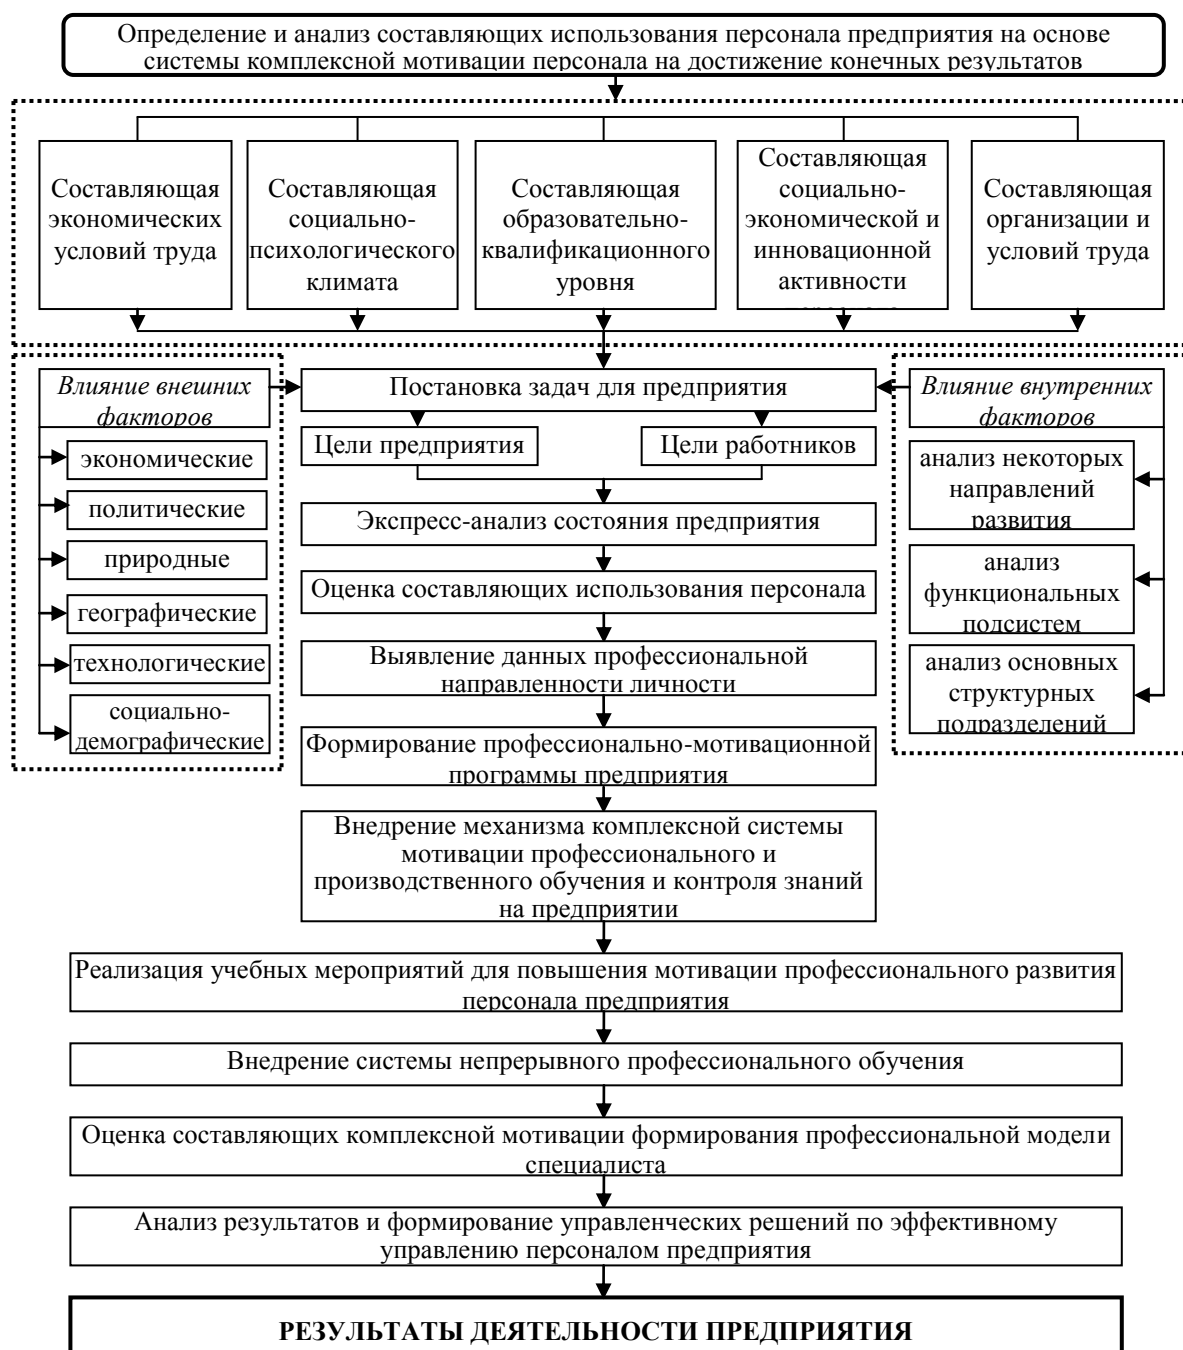 Определение и анализ составляющих использования персонала предприятия на основе
системы комплексной мотивации персонала на достижение конечных результатов
Составляющая
экономических
условий труда
Составляющая
социально-
психологического
климата
Составляющая
образовательно-
квалификационного
уровня
Составляющая
социально-
экономической и
инновационной
активности
Составляющая
организации и
условий труда
Влияние внешних
факторов
экономические
политические
природные
географические
технологические
социально-
демографические
Постановка задач для предприятия
Цели предприятия
Цели работников
Экспресс-анализ состояния предприятия
Оценка составляющих использования персонала
Выявление данных профессиональной
направленности личности
Формирование профессионально-мотивационной
программы предприятия
Внедрение механизма комплексной системы
мотивации профессионального и
производственного обучения и контроля знаний
на предприятии
Влияние внутренних
факторов
анализ некоторых
направлений
развития
анализ
функциональных
подсистем
анализ основных
структурных
подразделений
Реализация учебных мероприятий для повышения мотивации профессионального развития
персонала предприятия
Внедрение системы непрерывного профессионального обучения
Оценка составляющих комплексной мотивации формирования профессиональной модели
специалиста
Анализ результатов и формирование управленческих решений по эффективному
управлению персоналом предприятия
РЕЗУЛЬТАТЫ ДЕЯТЕЛЬНОСТИ ПРЕДПРИЯТИЯ